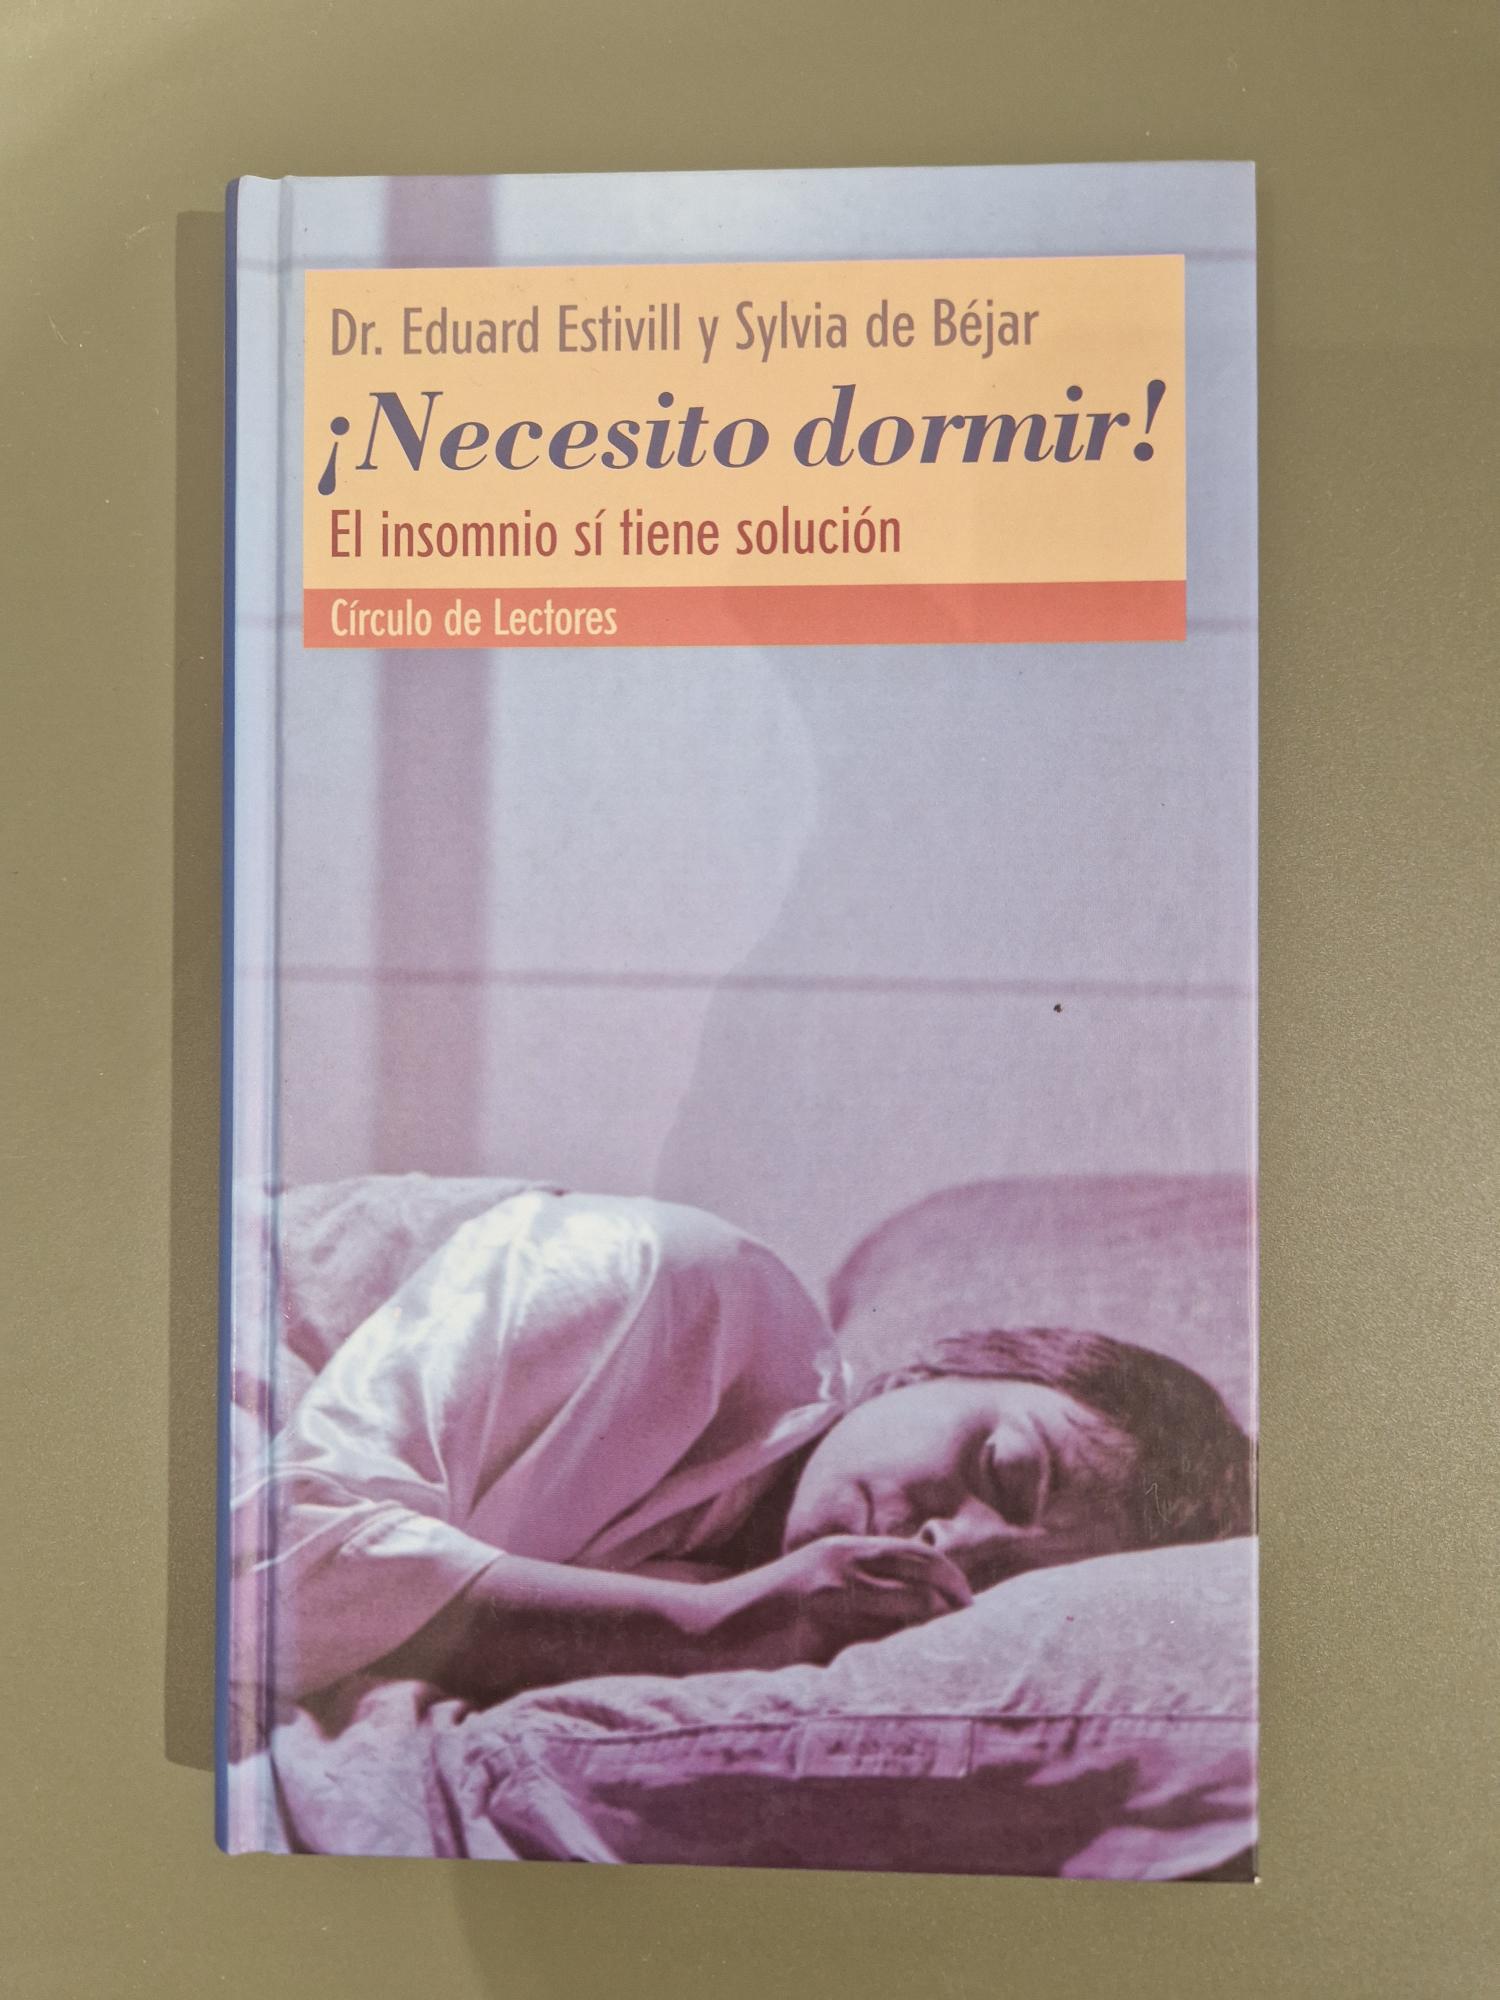 Dr. Eduard Estivill y Sylvia de Béjar
¡Necesito dormir!
El insomnio sí tiene solución
Círculo de Lectores